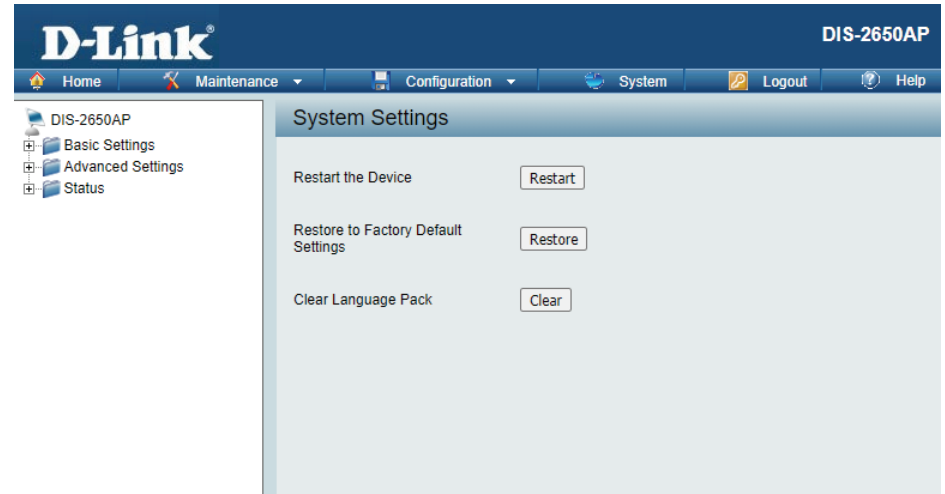 D-Link®
DIS-2650AP
Home Maintenance Configuration System Logout Help
DIS-2650AP
Basic Settings
Advanced Settings
Status
System Settings
Restart the Device Restart
Restore to Factory Default
Settings
Restore
Clear Language Pack Clear